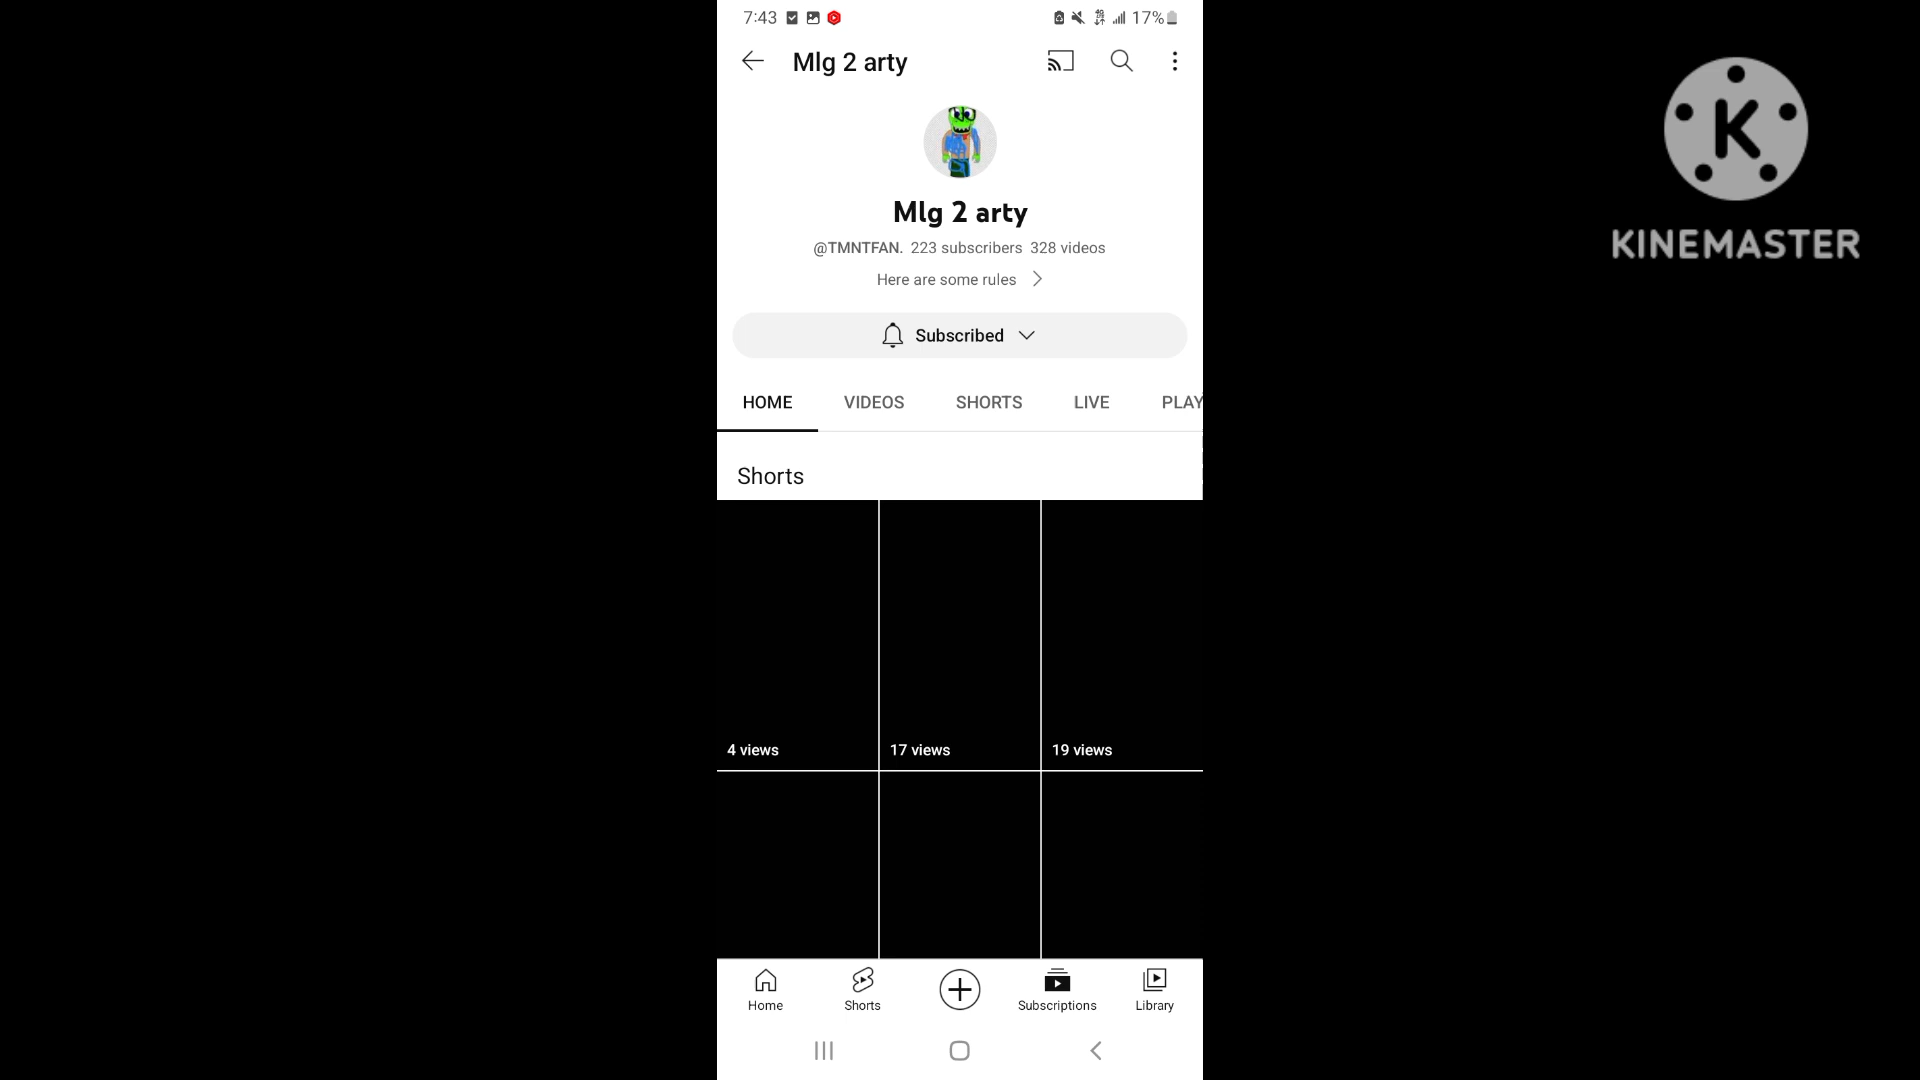 7:43
17%
Mlg 2 arty
K
KINEMASTER
Mlg 2 arty
@TMNTFAN. 223 subscribers 328 videos
Here are some rules
Subscribed
HOME VIDEOS SHORTS LIVE PLAY
Shorts
4 views 17 views 19 views
Home Shorts Subscriptions Library